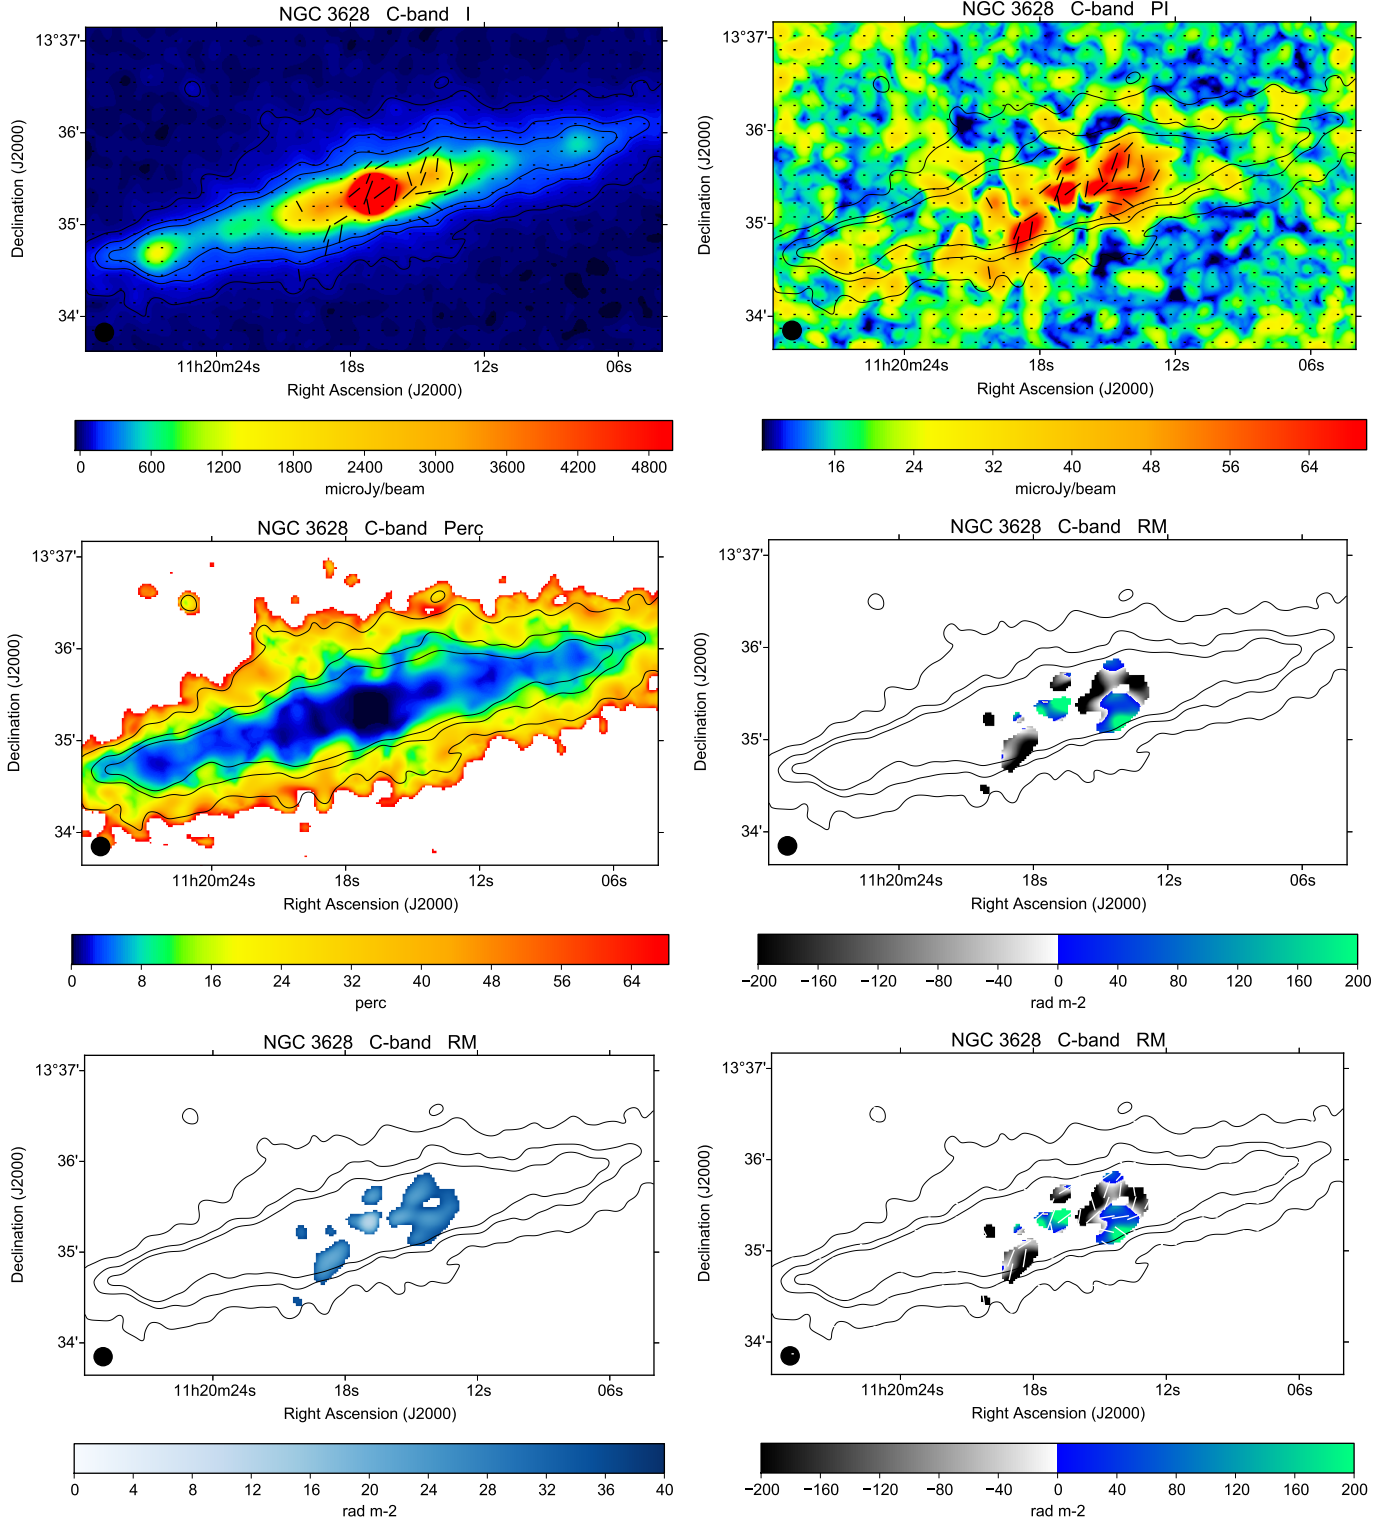 NGC 3628 C-band I
13°37'
36'
35'
34'
Declination (J2000)
11h20m24s 18s 12s 06s
Right Ascension (J2000)
0 600 1200 1800 2400 3000 3600 4200 4800
microJy/beam
NGC 3628 C-band PI
13°37'
36'
35'
34'
Declination (J2000)
11h20m24s 18s 12s 06s
Right Ascension (J2000)
16 24 32 40 48 56 64
microJy/beam
NGC 3628 C-band Perc
13°37'
36'
35'
34'
Declination (J2000)
11h20m24s 18s 12s 06s
Right Ascension (J2000)
0 8 16 24 32 40 48 56 64
perc
NGC 3628 C-band RM
13°37'
36'
35'
34'
Declination (J2000)
11h20m24s 18s 12s 06s
Right Ascension (J2000)
−200 −160 −120 −80 −40 0 40 80 120 160 200
rad m-2
NGC 3628 C-band RM
13°37'
36'
35'
34'
Declination (J2000)
11h20m24s 18s 12s 06s
Right Ascension (J2000)
0 4 8 12 16 20 24 28 32 36 40
rad m-2
NGC 3628 C-band RM
13°37'
36'
35'
34'
Declination (J2000)
11h20m24s 18s 12s 06s
Right Ascension (J2000)
−200 −160 −120 −80 −40 0 40 80 120 160 200
rad m-2